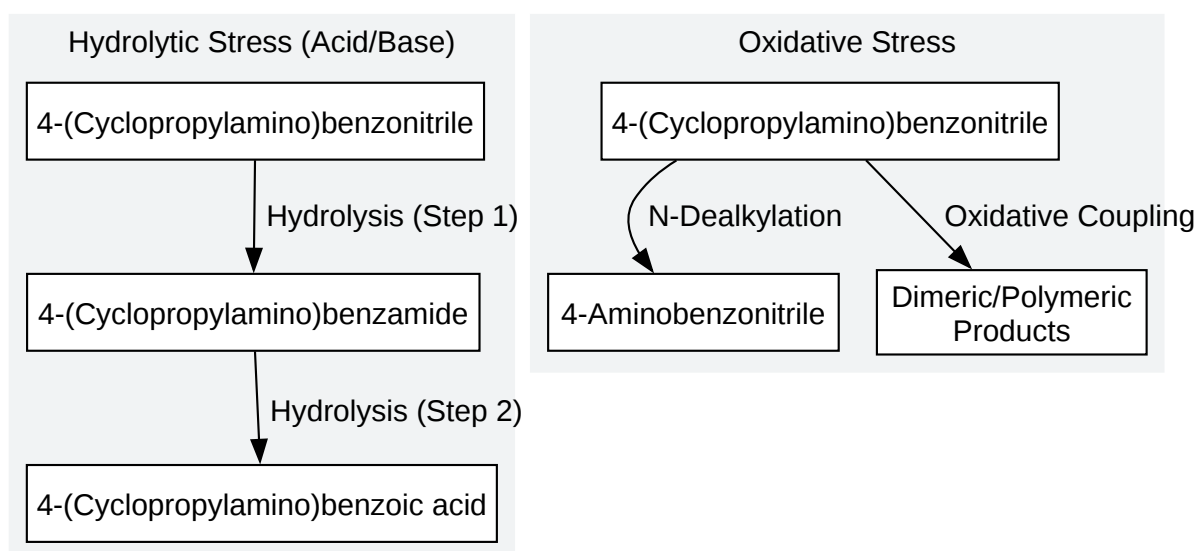 Hydrolytic Stress (Acid/Base)
4-(Cyclopropylamino)benzonitrile
Hydrolysis (Step 1)
4-(Cyclopropylamino)benzamide
Hydrolysis (Step 2)
4-(Cyclopropylamino)benzoic acid
Oxidative Stress
4-(Cyclopropylamino)benzonitrile
N-Dealkylation
Oxidative Coupling
4-Aminobenzonitrile
Dimeric/Polymeric
Products